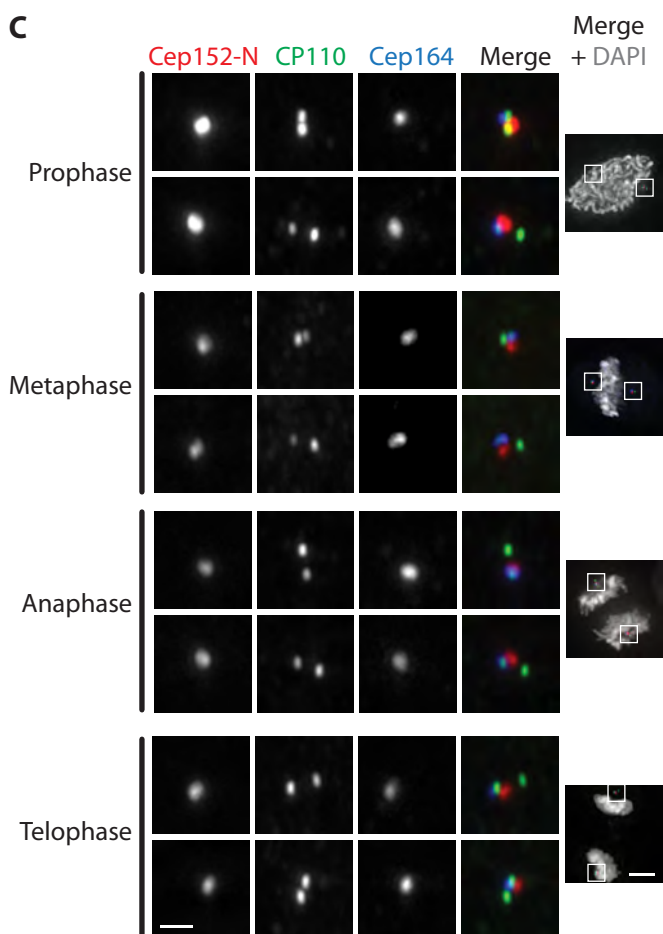 C
Cep152-N CP110 Cep164 Merge Merge
+ DAPI
Prophase
Metaphase
Anaphase
Telophase